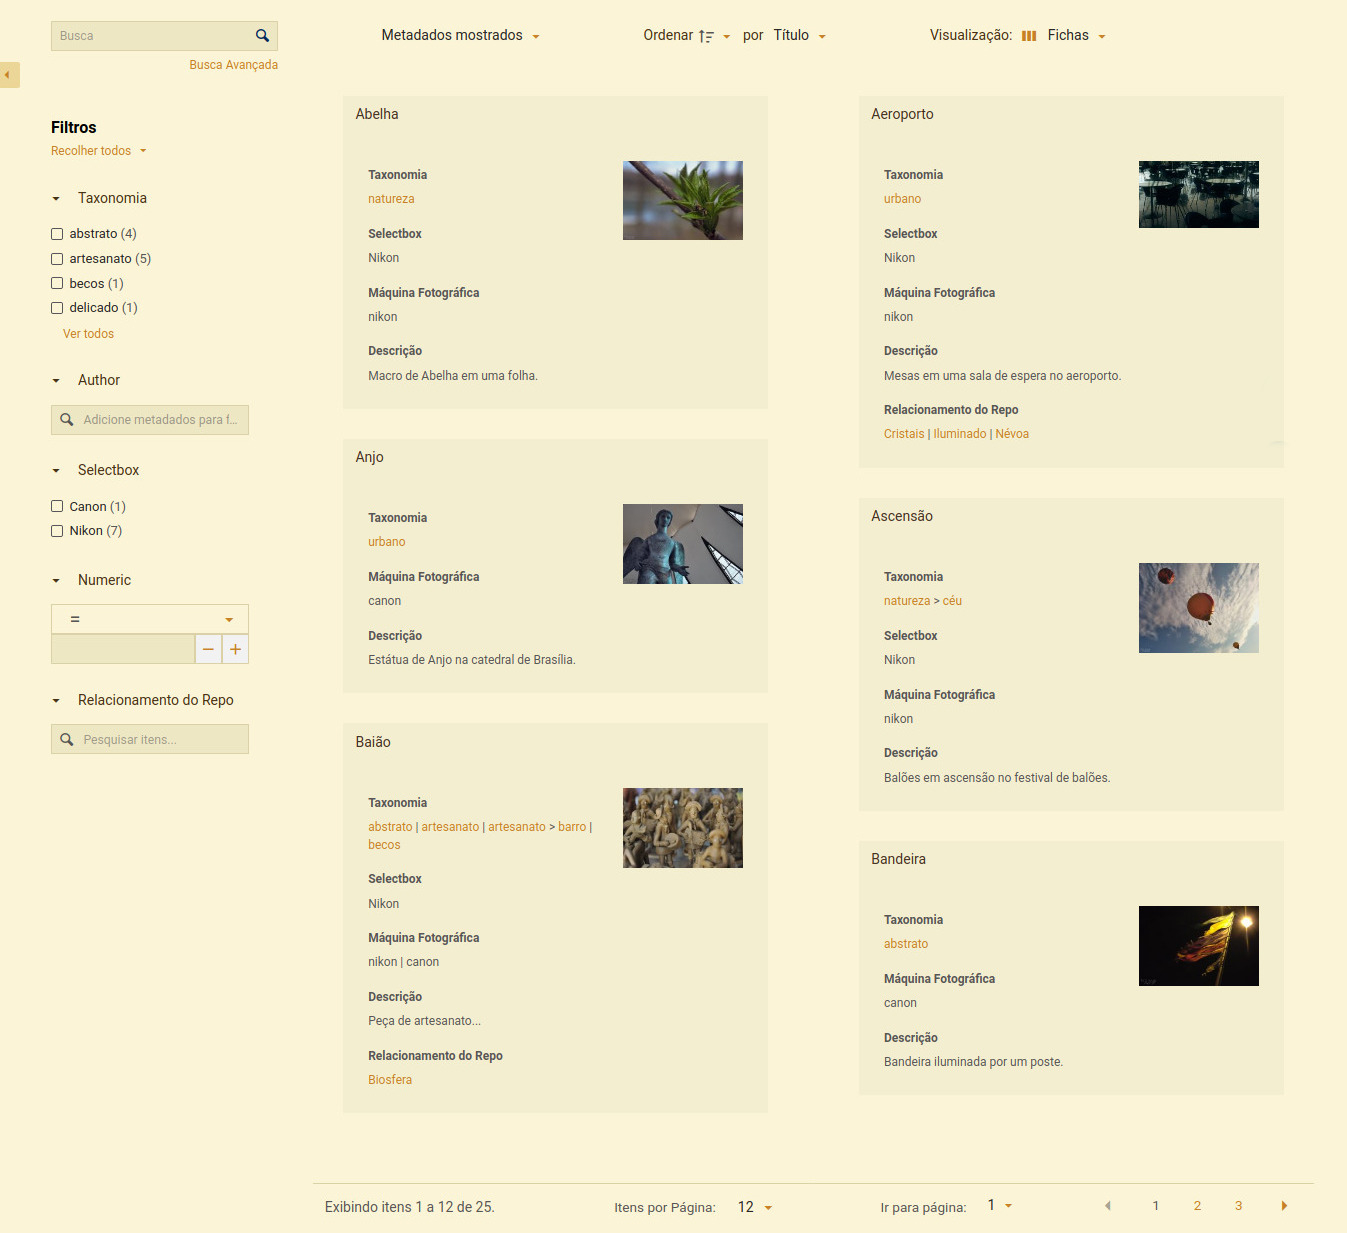 Busca
Busca Avançada
Filtros
Recolher todos
Taxonomia
abstrato (4)
artesanato (5)
becos (1)
delicado (1)
Ver todos
Author
Adicione metadados para f...
Selectbox
Canon (1)
Nikon (7)
Numeric
=
− +
Relacionamento do Repo
Pesquisar itens...
Metadados mostrados
Ordenar por Título
Visualização: Fichas
Abelha
Taxonomia
natureza
Selectbox
Nikon
Máquina Fotográfica
nikon
Descrição
Macro de Abelha em uma folha.
Anjo
Taxonomia
urbano
Máquina Fotográfica
canon
Descrição
Estátua de Anjo na catedral de Brasília.
Baião
Taxonomia
abstrato | artesanato | artesanato > barro |
becos
Selectbox
Nikon
Máquina Fotográfica
nikon | canon
Descrição
Peça de artesanato...
Relacionamento do Repo
Biosfera
Aeroporto
Taxonomia
urbano
Selectbox
Nikon
Máquina Fotográfica
nikon
Descrição
Mesas em uma sala de espera no aeroporto.
Relacionamento do Repo
Cristais | Iluminado | Névoa
Ascensão
Taxonomia
natureza > céu
Selectbox
Nikon
Máquina Fotográfica
nikon
Descrição
Balões em ascensão no festival de balões.
Bandeira
Taxonomia
abstrato
Máquina Fotográfica
canon
Descrição
Bandeira iluminada por um poste.
Exibindo itens 1 a 12 de 25.
Itens por Página: 12
Ir para página: 1
1 2 3